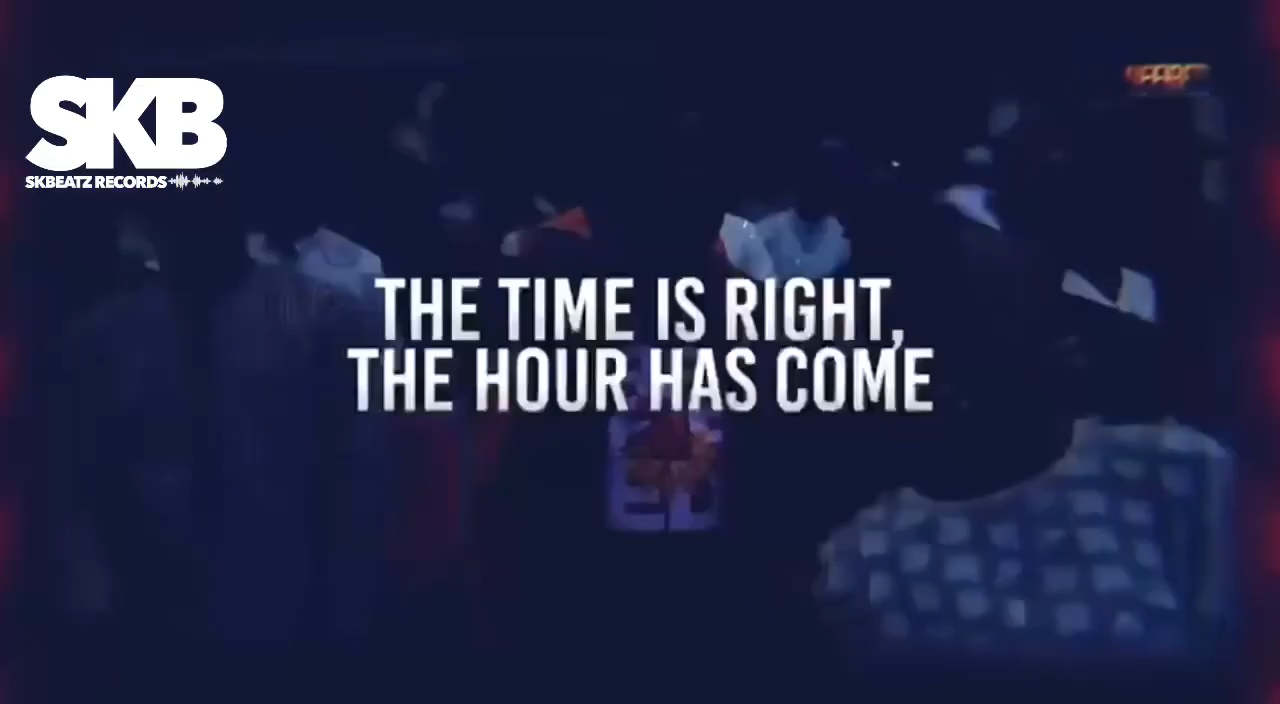 SKB
SKBEATZ RECORDS
THE TIME IS RIGHT,
THE HOUR HAS COME